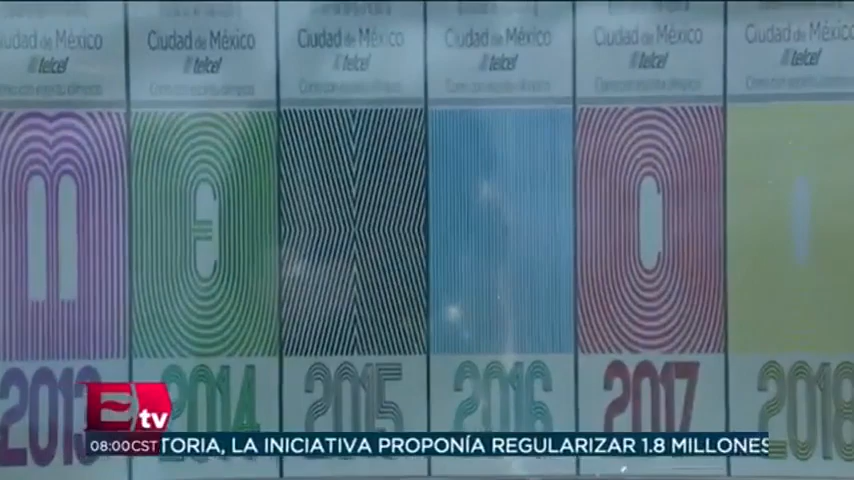 Ciudad de México Ciudad de México Ciudad de México Ciudad de México Ciudad de México Ciudad de México
telcel telcel telcel telcel telcel telcel
2013 2014 2015 2016 2017 2018
E tv
08:00CST TORIA, LA INICIATIVA PROPONÍA REGULARIZAR 1.8 MILLONES